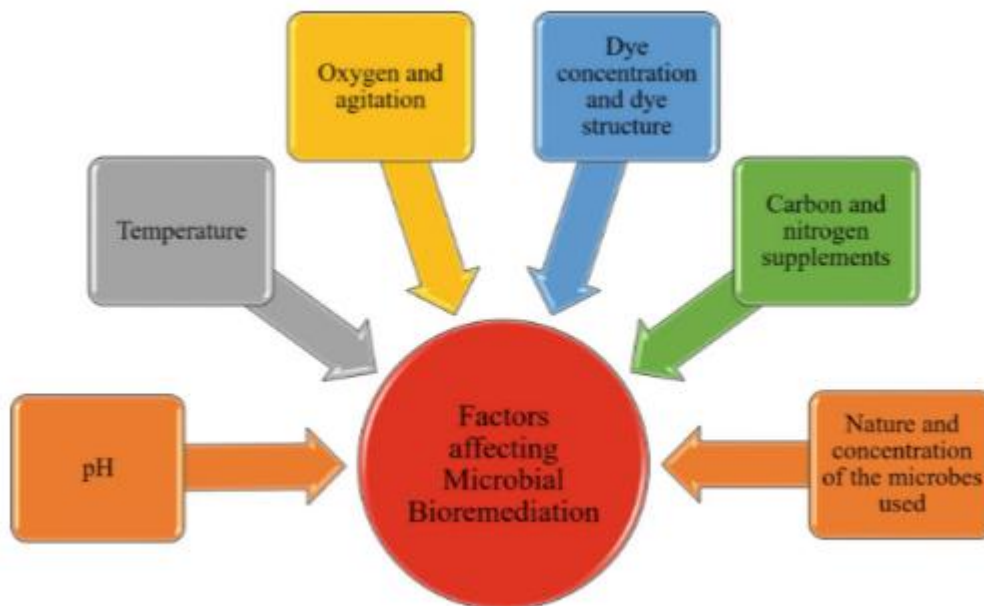 Oxygen and
agitation
Dye
concentration
and dye
structure
Temperature
Carbon and
nitrogen
supplements
pH
Factors
affecting
Microbial
Bioremediation
Nature and
concentration
of the microbes
used